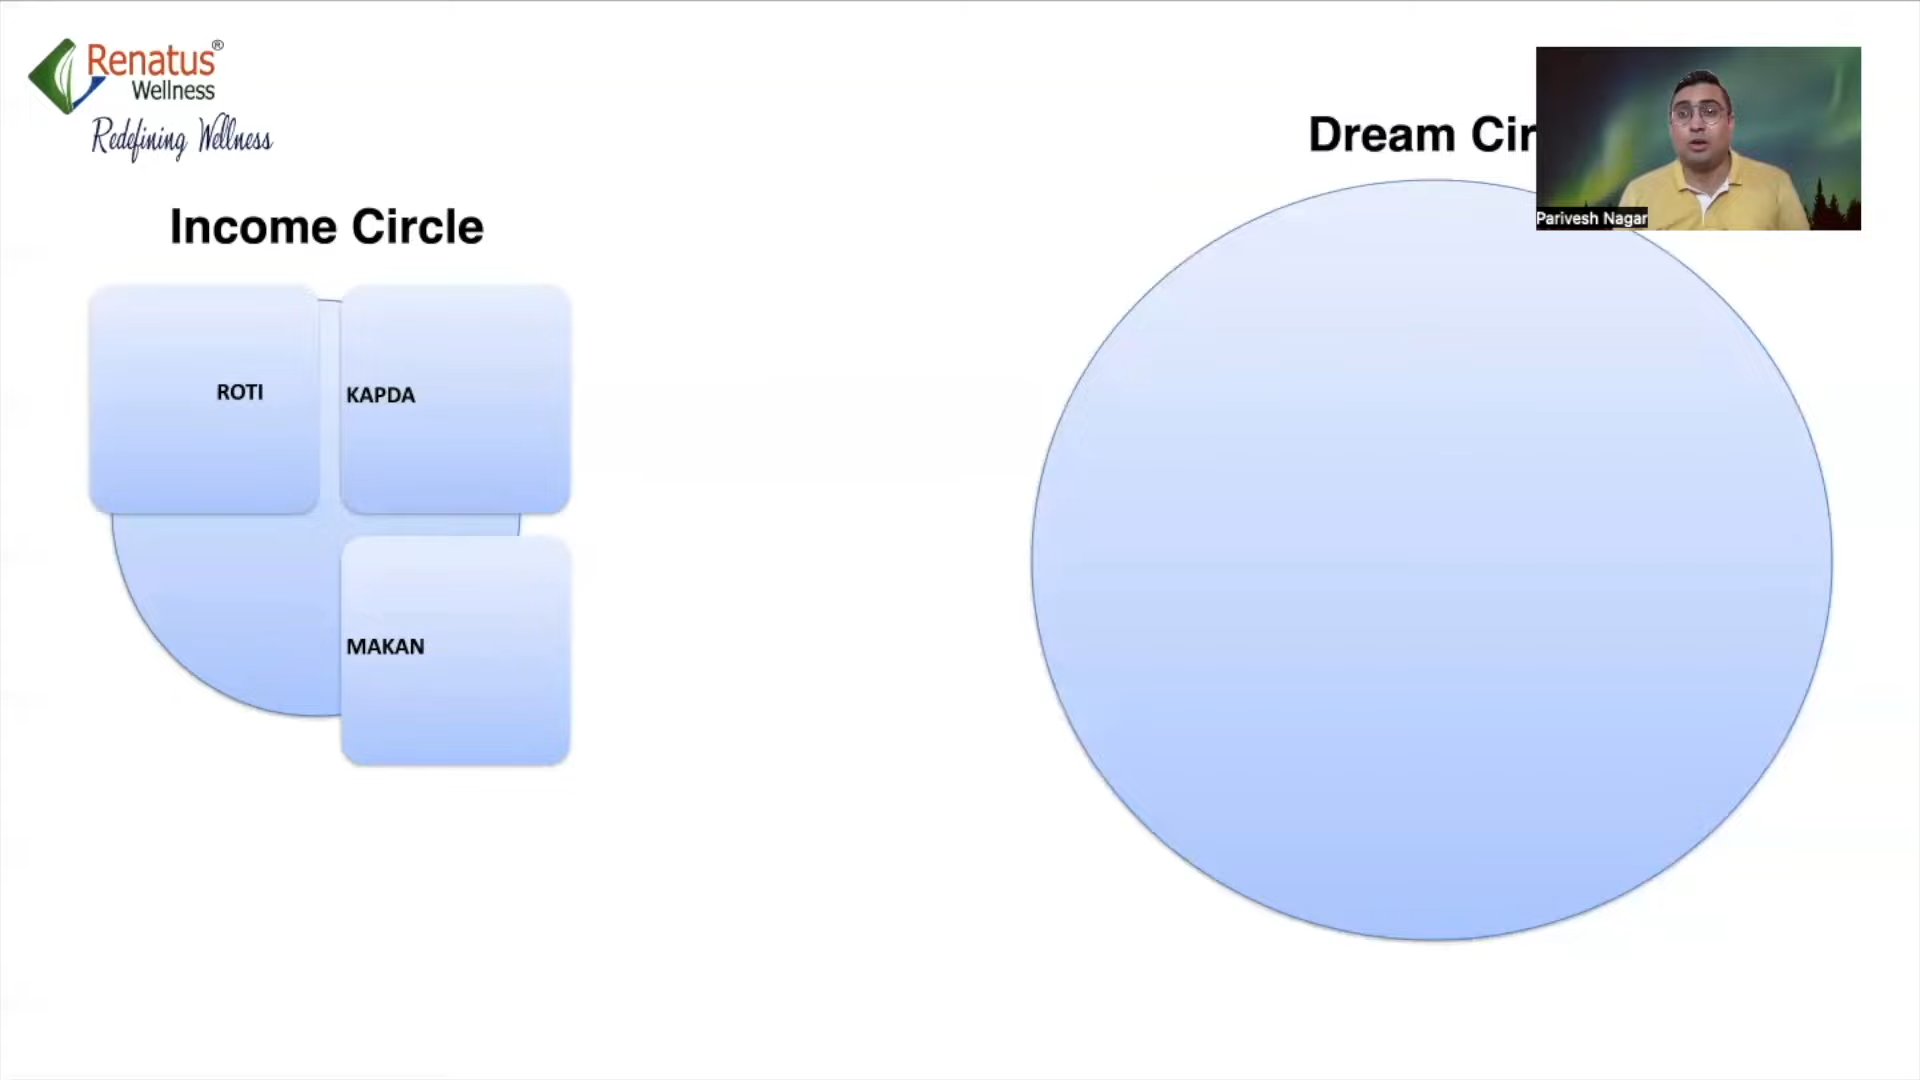 Renatus®
Wellness
Redefining Wellness
Dream Cir
Parivesh Nagar
Income Circle
ROTI
KAPDA
MAKAN